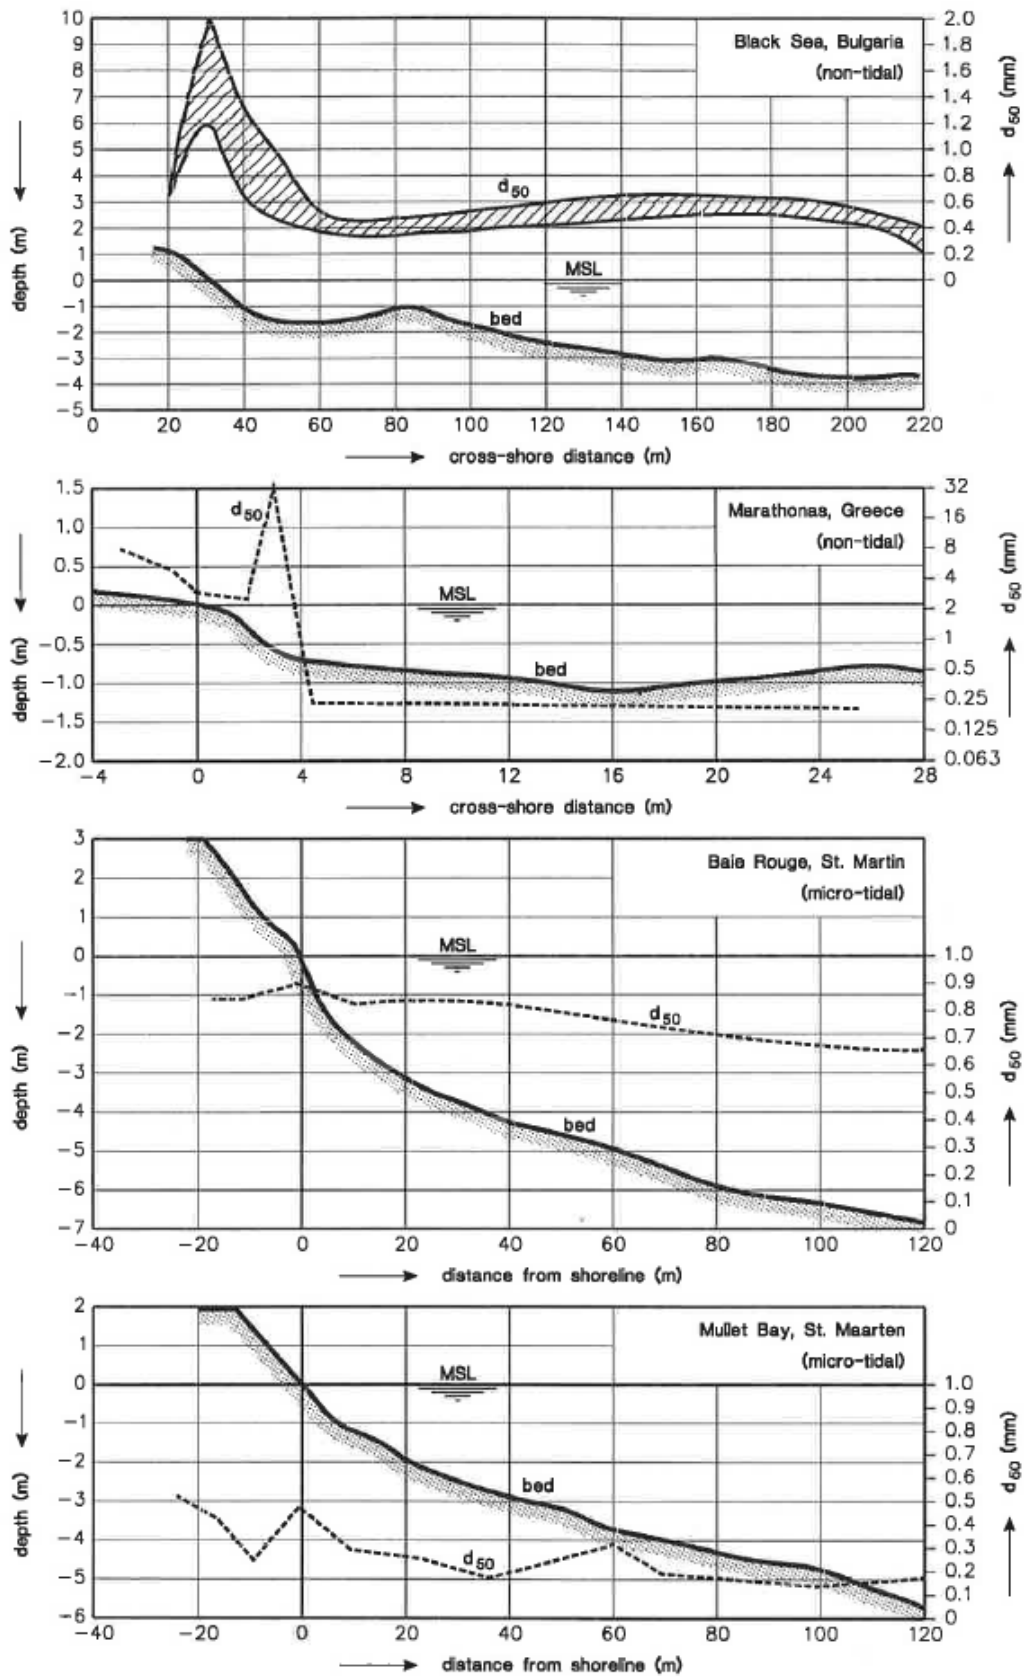 10
9
8
7
6
5
4
3
2
1
0
-1
-2
-3
-4
-5
depth (m)
Black Sea, Bulgaria
(non-tidal)
d50
MSL
bed
2.0
1.8
1.6
1.4
1.2
1.0
0.8
0.6
0.4
0.2
0
d50 (mm)
0 20 40 60 80 100 120 140 160 180 200 220
cross-shore distance (m)
1.5
1.0
0.5
0
-0.5
-1.0
-1.5
-2.0
depth (m)
Marathonas, Greece
(non-tidal)
d50
MSL
bed
32
16
8
4
2
1
0.5
0.25
0.125
0.063
d50 (mm)
-4 0 4 8 12 16 20 24 28
cross-shore distance (m)
3
2
1
0
-1
-2
-3
-4
-5
-6
-7
depth (m)
Baie Rouge, St. Martin
(micro-tidal)
MSL
d50
bed
1.0
0.9
0.8
0.7
0.6
0.5
0.4
0.3
0.2
0.1
0
d50 (mm)
-40 -20 0 20 40 60 80 100 120
distance from shoreline (m)
2
1
0
-1
-2
-3
-4
-5
-6
depth (m)
Mullet Bay, St. Maarten
(micro-tidal)
MSL
bed
d50
1.0
0.9
0.8
0.7
0.6
0.5
0.4
0.3
0.2
0.1
0
d50 (mm)
-40 -20 0 20 40 60 80 100 120
distance from shoreline (m)